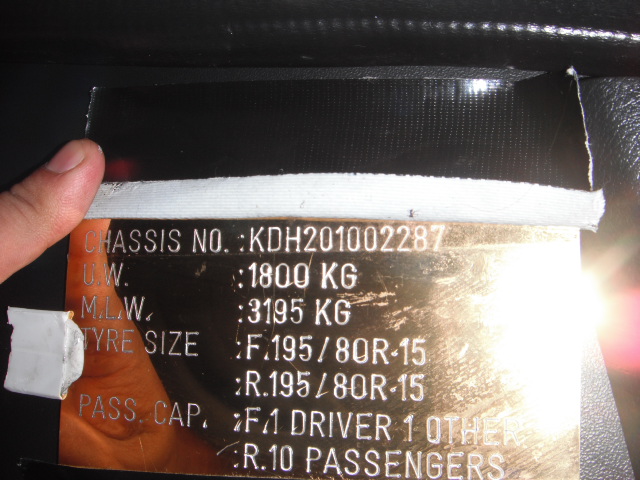 CHASSIS NO. :KDH201002287
U.W. :1800 KG
M.L.W. :3195 KG
TYRE SIZE :F.195/80R-15
:R.195/80R-15
PASS. CAP. :F.1 DRIVER 1 OTHER
:R.10 PASSENGERS